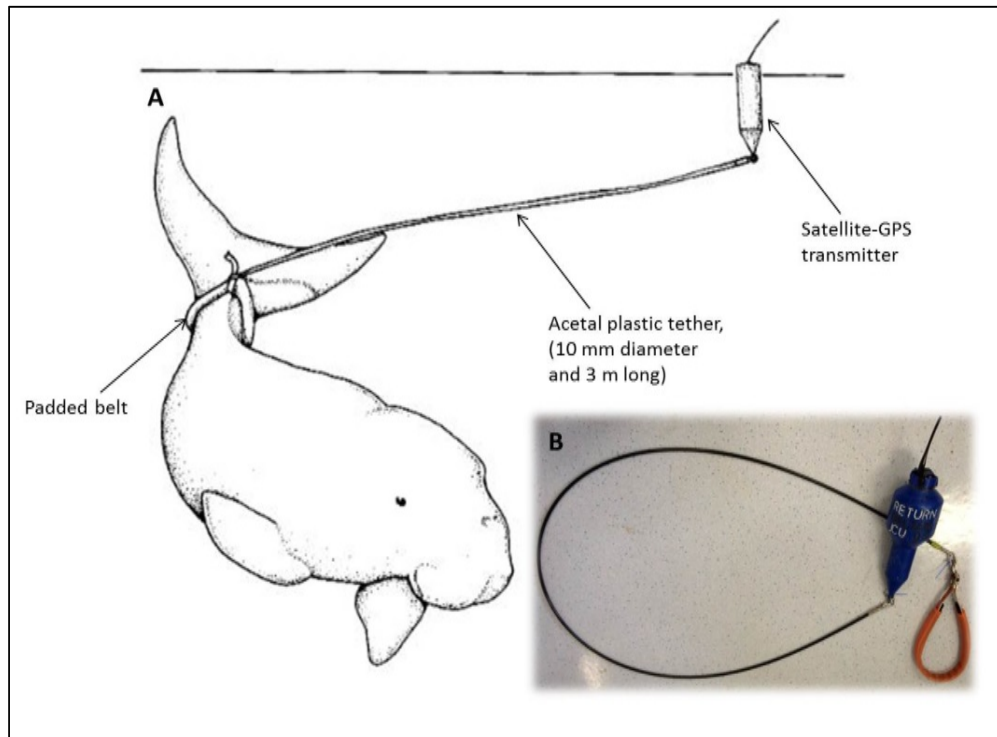 A
Satellite-GPS
transmitter
Acetal plastic tether,
(10 mm diameter
and 3 m long)
Padded belt
B
RETURN
JCU